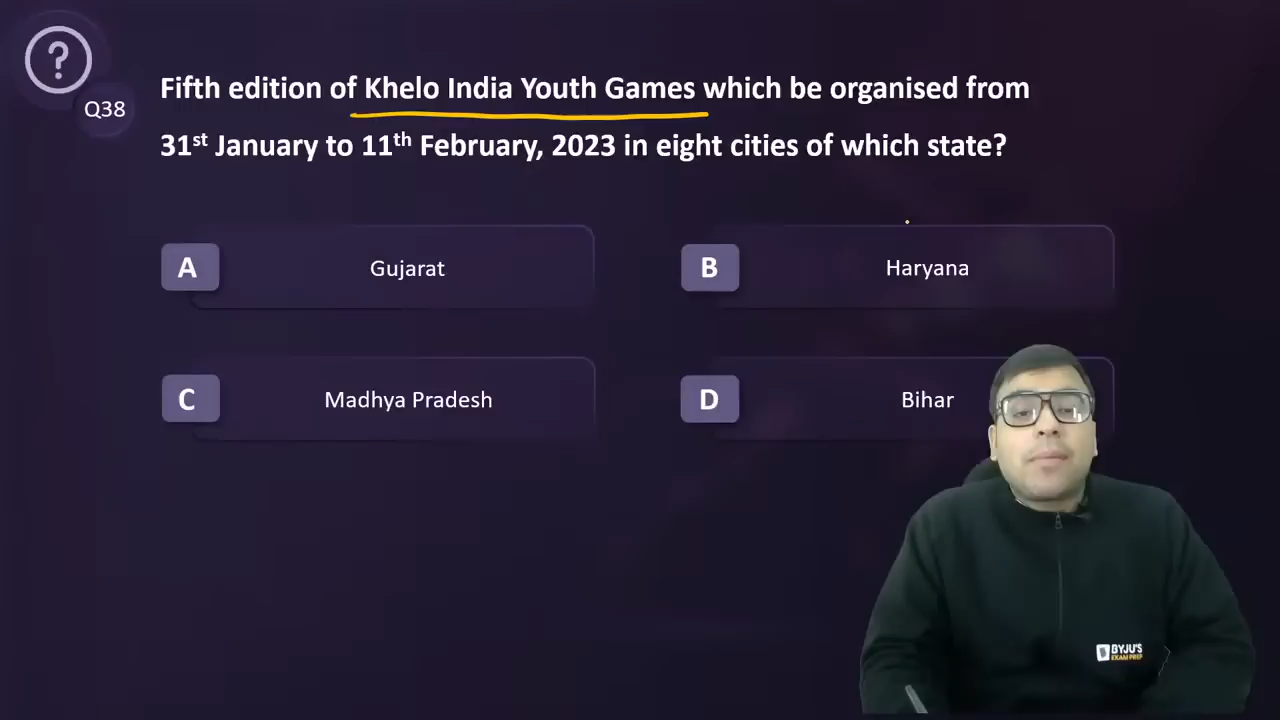 ?
Q38
Fifth edition of Khelo India Youth Games which be organised from
31st January to 11th February, 2023 in eight cities of which state?
A Gujarat
B Haryana
C Madhya Pradesh
D Bihar
BYJU'S
EXAM PREP